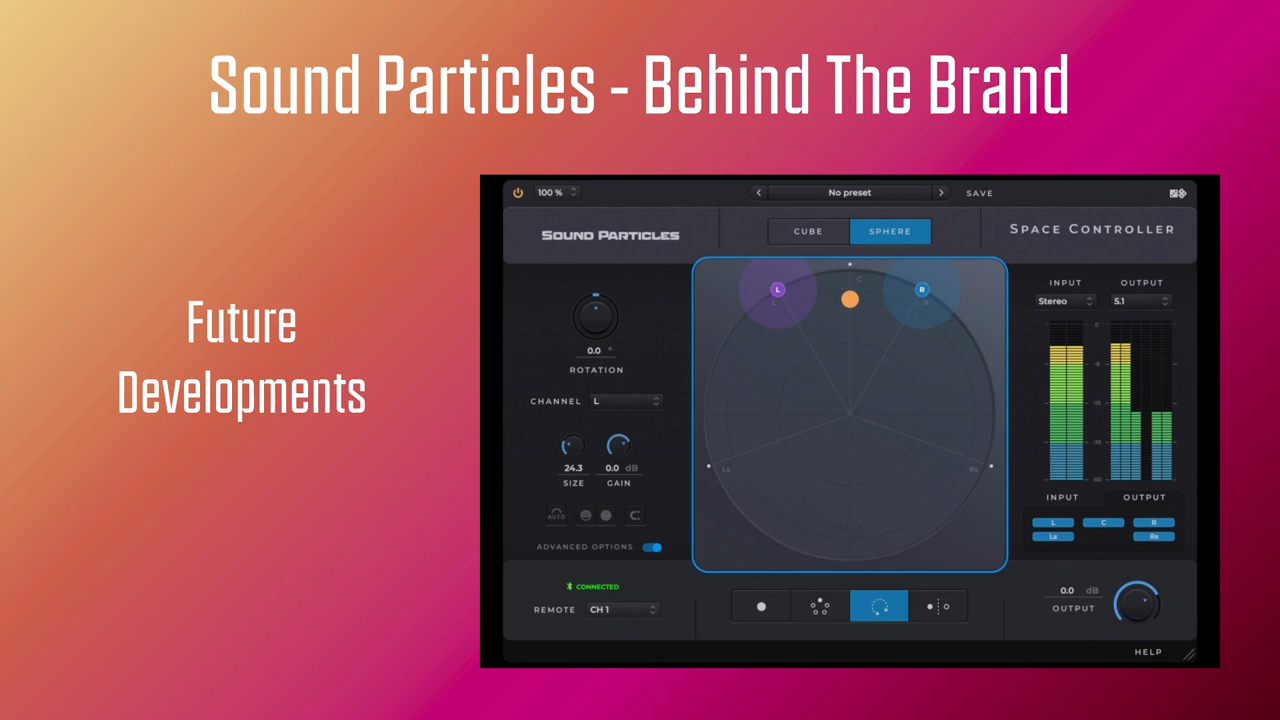 Sound Particles - Behind The Brand
Future
Developments
100 %
No preset
SAVE
SOUND PARTICLES
CUBE
SPHERE
SPACE CONTROLLER
0.0 °
ROTATION
CHANNEL L
24.3
0.0 dB
SIZE
GAIN
AUTO
ADVANCED OPTIONS
CONNECTED
REMOTE CH 1
L
R
C
L
Ls
Rs
INPUT
OUTPUT
Stereo
5.1
0
-60
INPUT
OUTPUT
L
C
R
Ls
Rs
0.0 dB
OUTPUT
HELP